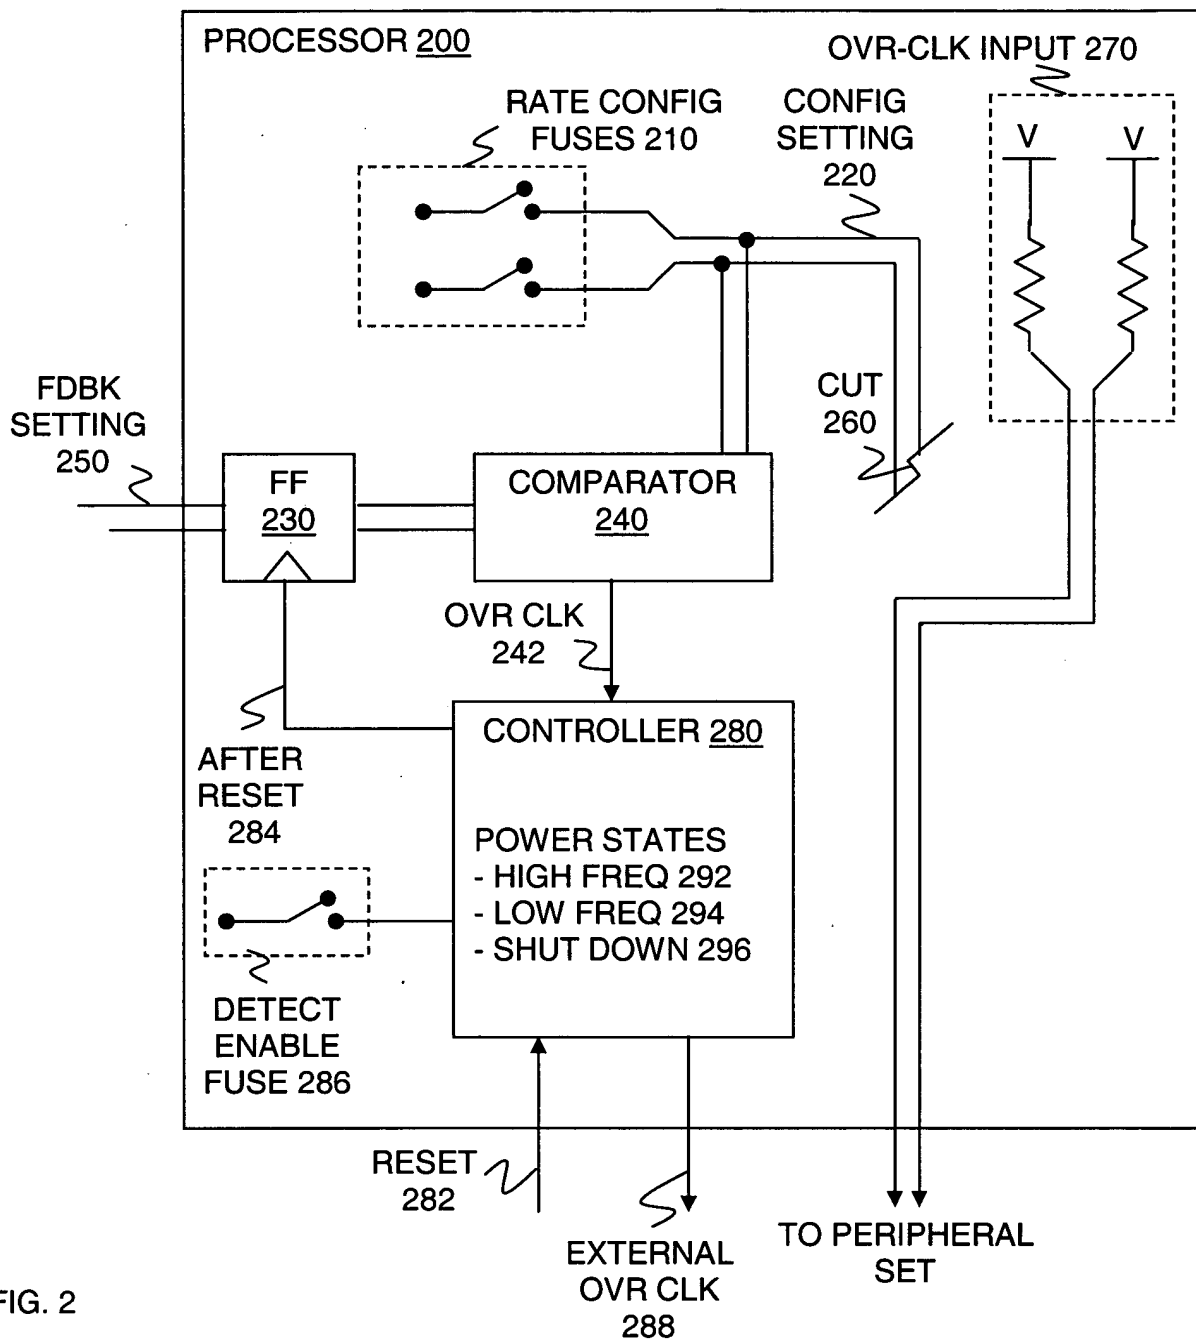 PROCESSOR 200
OVR-CLK INPUT 270
RATE CONFIG
FUSES 210
CONFIG
SETTING
220
V
V
FDBK
SETTING
250
CUT
260
FF
230
COMPARATOR
240
OVR CLK
242
CONTROLLER 280
AFTER
RESET
284
POWER STATES
- HIGH FREQ 292
- LOW FREQ 294
- SHUT DOWN 296
DETECT
ENABLE
FUSE 286
RESET
282
EXTERNAL
OVR CLK
288
TO PERIPHERAL
SET
FIG. 2